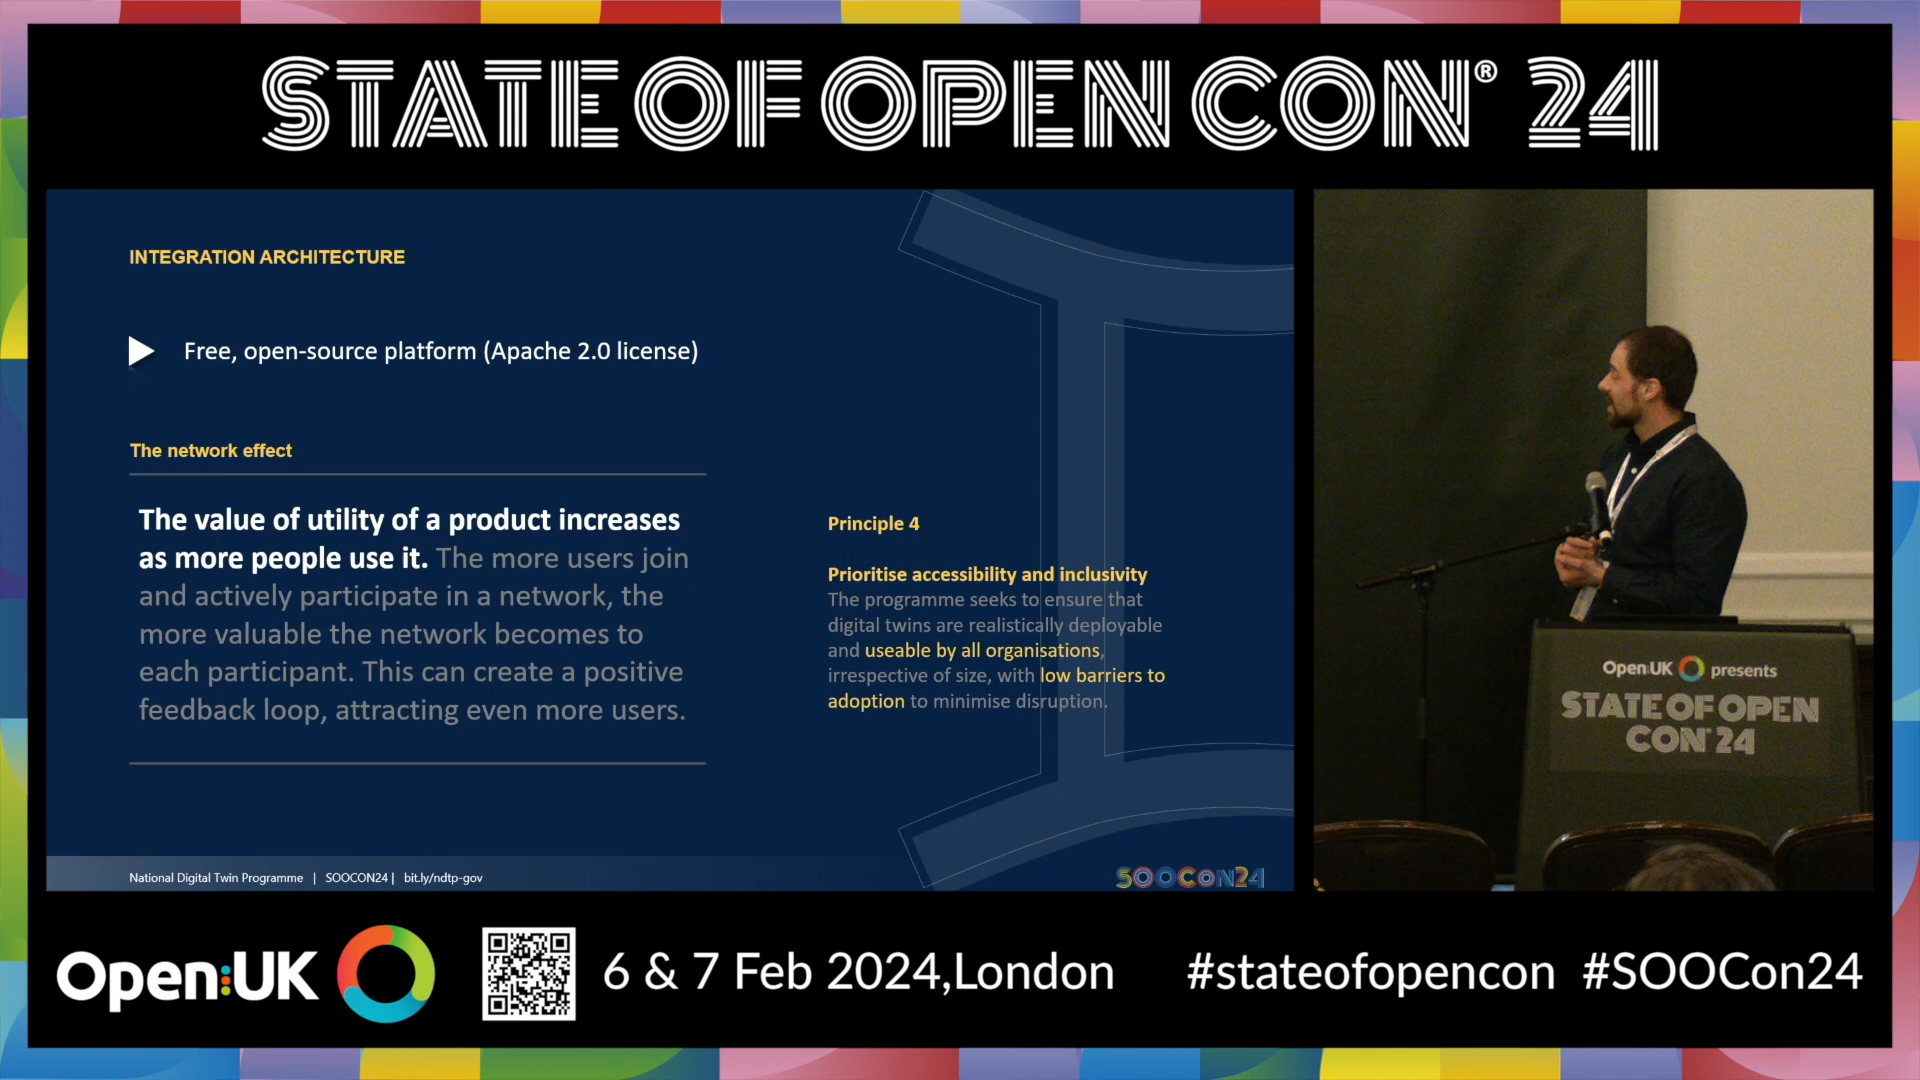 STATE OF OPEN CON® 24
INTEGRATION ARCHITECTURE
Free, open-source platform (Apache 2.0 license)
The network effect
The value of utility of a product increases
as more people use it. The more users join
and actively participate in a network, the
more valuable the network becomes to
each participant. This can create a positive
feedback loop, attracting even more users.
Principle 4
Prioritise accessibility and inclusivity
The programme seeks to ensure that
digital twins are realistically deployable
and useable by all organisations,
irrespective of size, with low barriers to
adoption to minimise disruption.
National Digital Twin Programme | SOOCON24 | bit.ly/ndtp-gov
SOOCON24
Open:UK presents
STATE OF OPEN
CON 24
Open:UK
6 & 7 Feb 2024,London
#stateofopencon #SOOCon24